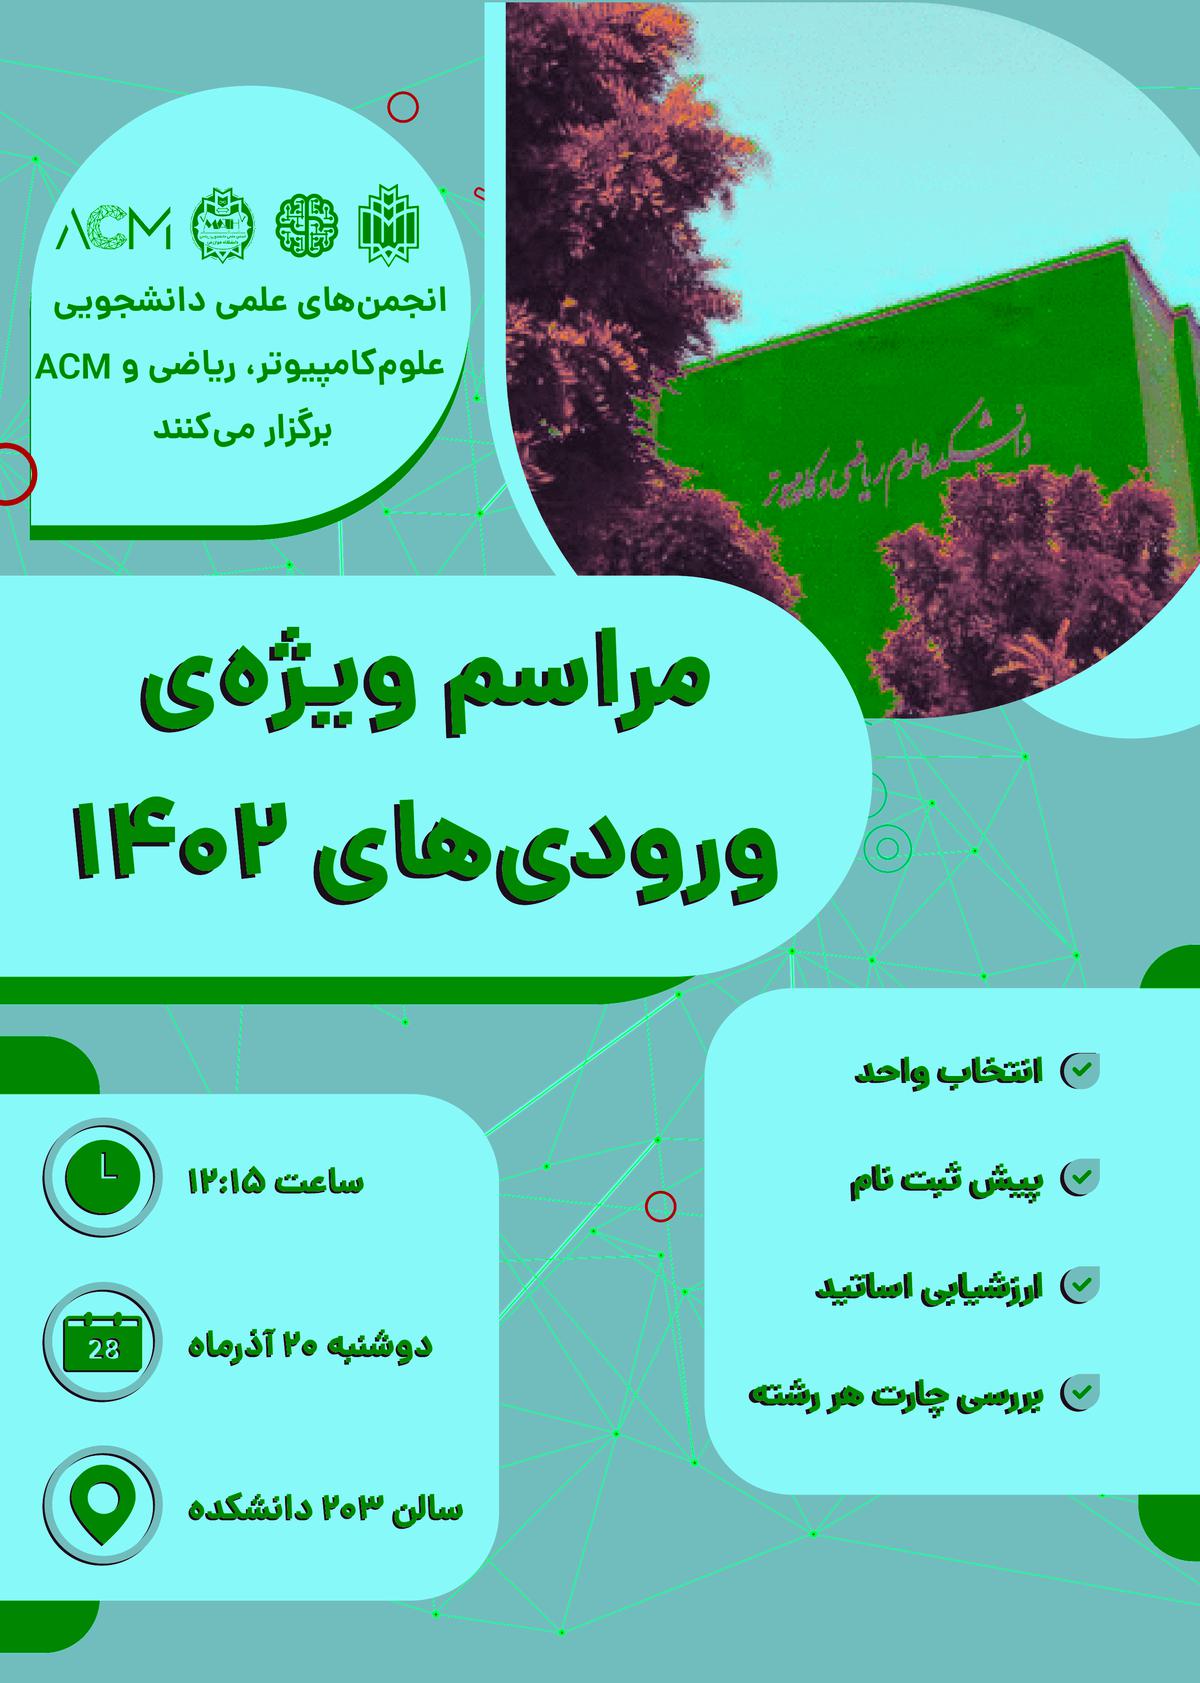 ACM
انجمن‌های علمی دانشجویی
علوم‌کامپیوتر، ریاضی و ACM
برگزار می‌کنند
دانشکده علوم ریاضی و کامپیوتر
مراسم ویژه‌ی
ورودی‌های ۱۴۰۲
انتخاب واحد
پیش ثبت نام
ارزشیابی اساتید
بررسی چارت هر رشته
ساعت ۱۲:۱۵
28
دوشنبه ۲۰ آذرماه
سالن ۲۰۳ دانشکده